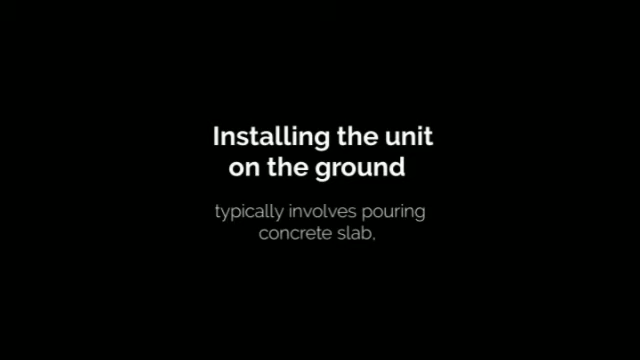 Installing the unit
on the ground
typically involves pouring
concrete slab,